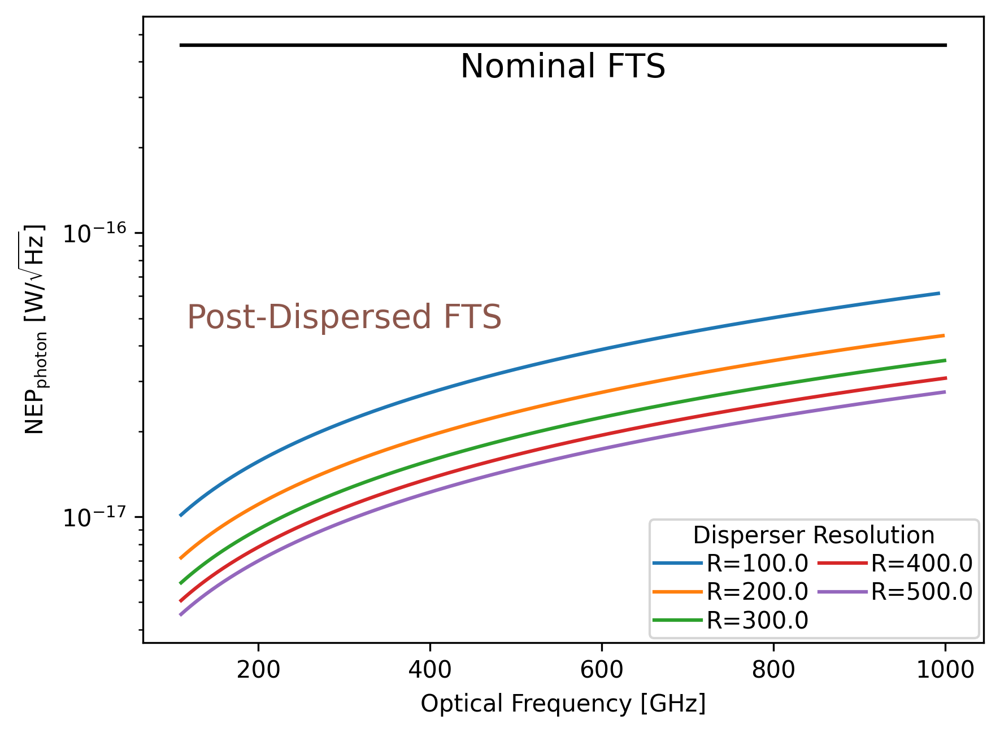 Nominal FTS
Post-Dispersed FTS
NEP_photon [W/√Hz]
10^−16
10^−17
200 400 600 800 1000
Optical Frequency [GHz]
Disperser Resolution
R=100.0 R=400.0
R=200.0 R=500.0
R=300.0